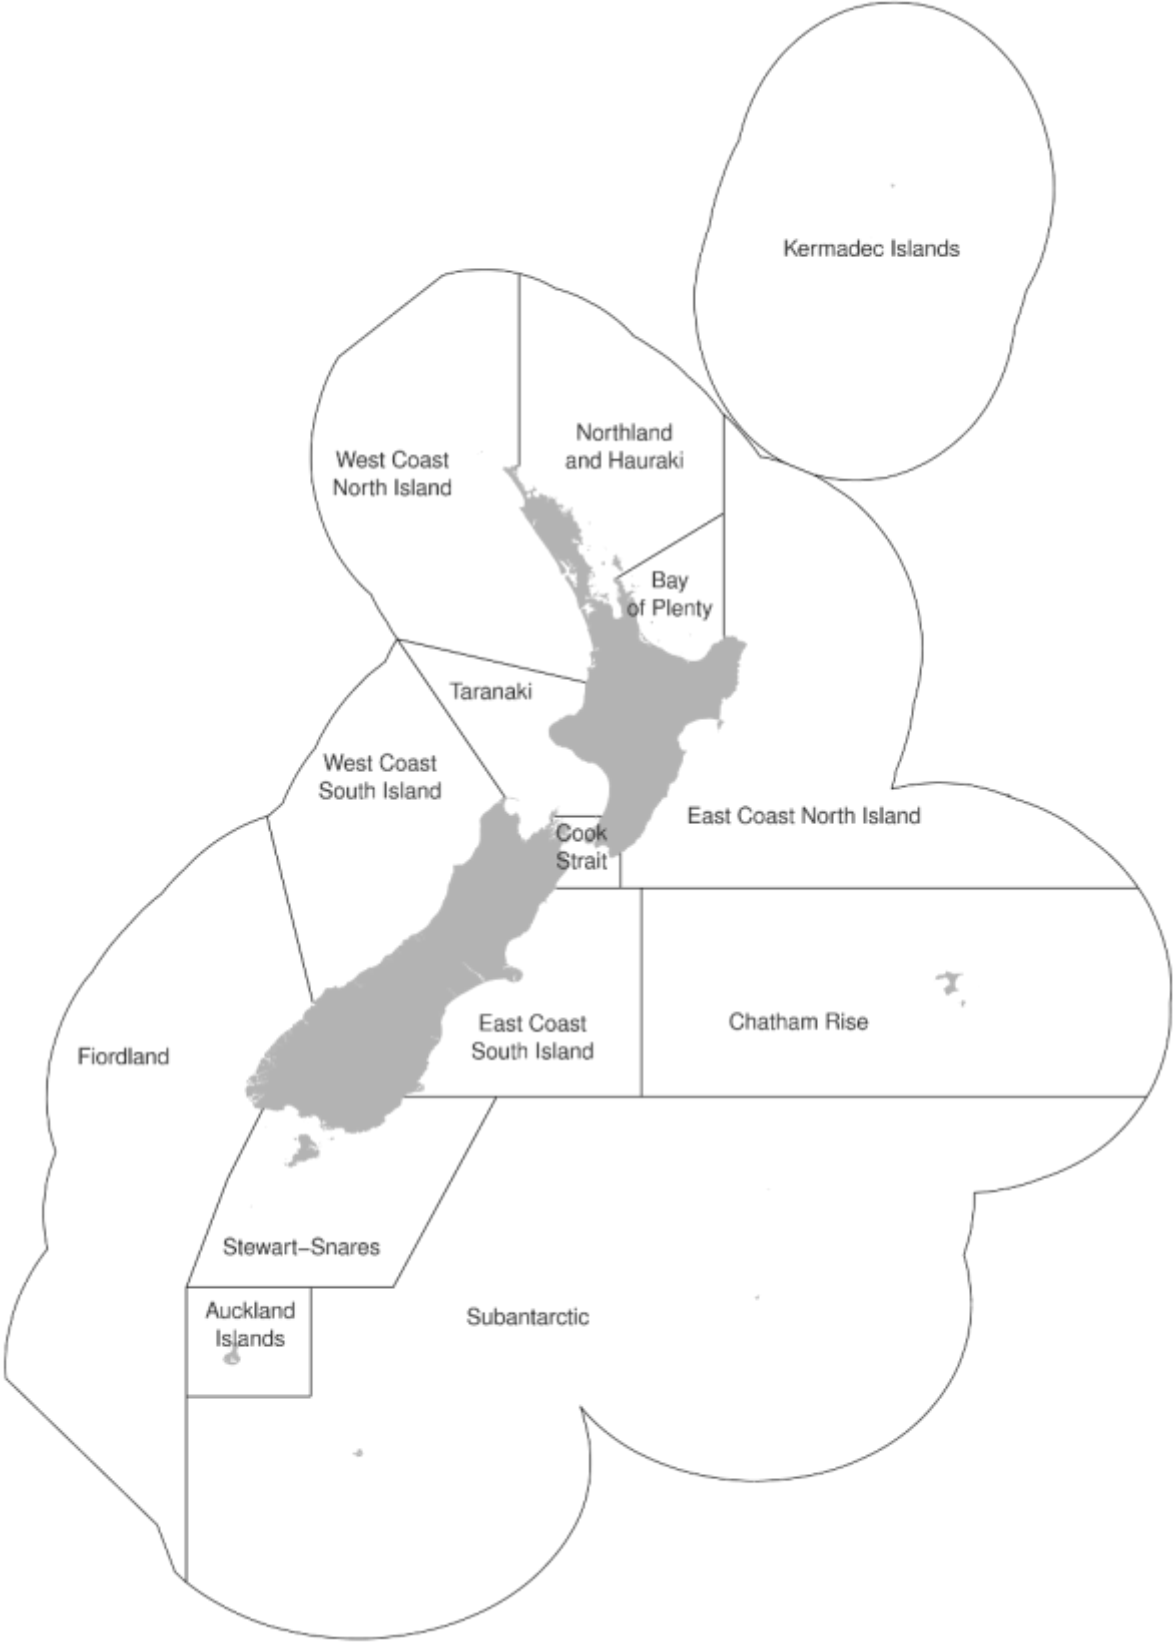 Kermadec Islands
Northland
and Hauraki
West Coast
North Island
Bay
of Plenty
Taranaki
West Coast
South Island
East Coast North Island
Cook
Strait
Chatham Rise
East Coast
South Island
Fiordland
Stewart–Snares
Auckland
Islands
Subantarctic